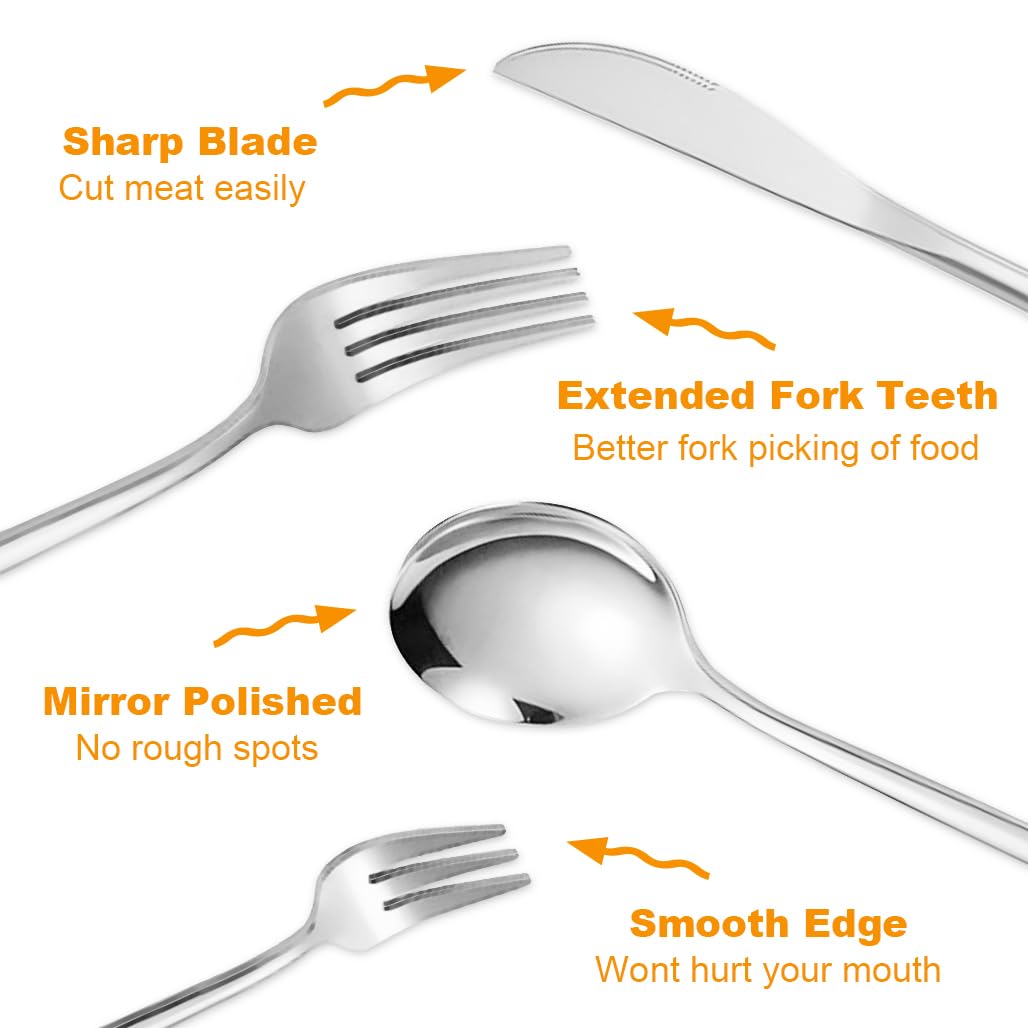 Sharp Blade
Cut meat easily
Extended Fork Teeth
Better fork picking of food
Mirror Polished
No rough spots
Smooth Edge
Wont hurt your mouth